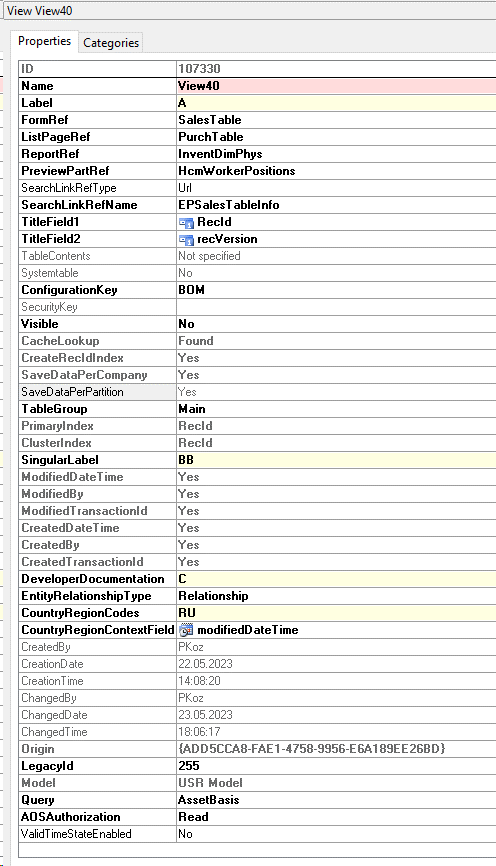 View View40
Properties Categories
ID 107330
Name View40
Label A
FormRef SalesTable
ListPageRef PurchTable
ReportRef InventDimPhys
PreviewPartRef HcmWorkerPositions
SearchLinkRefType Url
SearchLinkRefName EPSalesTableInfo
TitleField1 RecId
TitleField2 recVersion
TableContents Not specified
Systemtable No
ConfigurationKey BOM
SecurityKey
Visible No
CacheLookup Found
CreateRecIdIndex Yes
SaveDataPerCompany Yes
SaveDataPerPartition Yes
TableGroup Main
PrimaryIndex RecId
ClusterIndex RecId
SingularLabel BB
ModifiedDateTime Yes
ModifiedBy Yes
ModifiedTransactionId Yes
CreatedDateTime Yes
CreatedBy Yes
CreatedTransactionId Yes
DeveloperDocumentation C
EntityRelationshipType Relationship
CountryRegionCodes RU
CountryRegionContextField modifiedDateTime
CreatedBy PKoz
CreationDate 22.05.2023
CreationTime 14:08:20
ChangedBy PKoz
ChangedDate 23.05.2023
ChangedTime 18:06:17
Origin {ADD5CCA8-FAE1-4758-9956-E6A189EE26BD}
LegacyId 255
Model USR Model
Query AssetBasis
AOSAuthorization Read
ValidTimeStateEnabled No